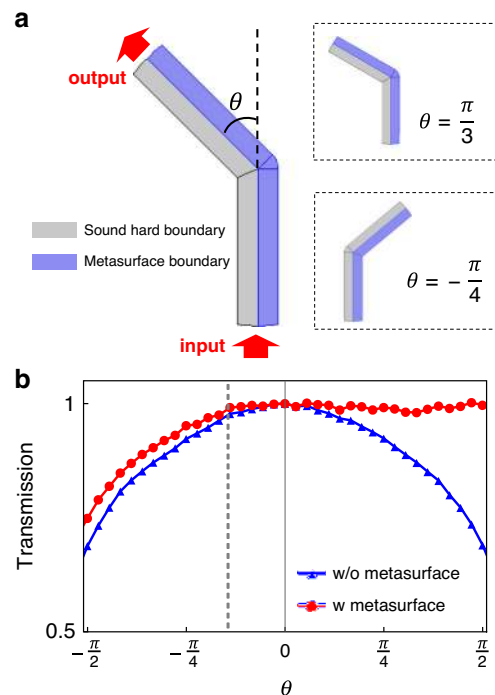 a
output
θ
θ = π/3
Sound hard boundary
Metasurface boundary
θ = - π/4
input
b
Transmission
1
0.5
w/o metasurface
w metasurface
-π/2
-π/4
0
π/4
π/2
θ